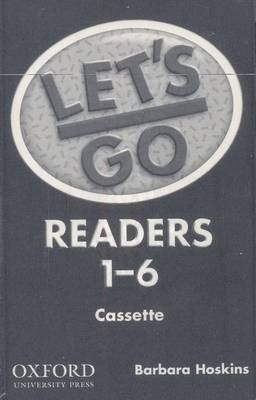 LET'S
GO
READERS
1–6
Cassette
OXFORD
UNIVERSITY PRESS
Barbara Hoskins